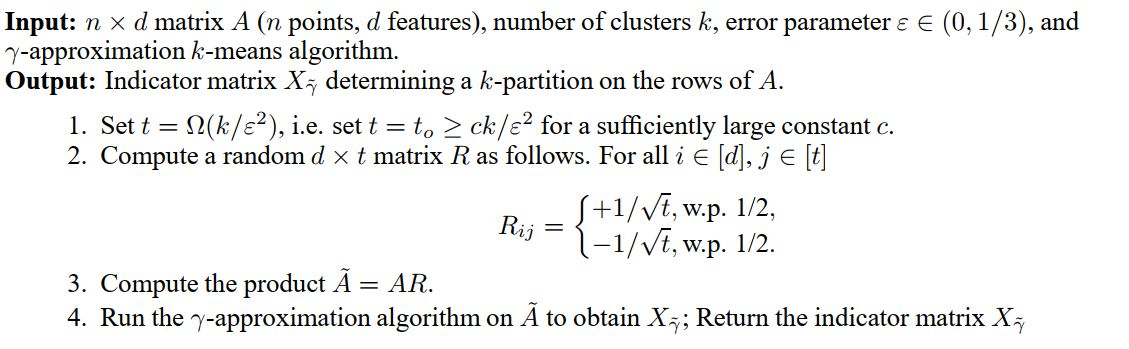 Input: n × d matrix A (n points, d features), number of clusters k, error parameter ε ∈ (0, 1/3), and
γ-approximation k-means algorithm.
Output: Indicator matrix X_γ̃ determining a k-partition on the rows of A.
1. Set t = Ω(k/ε²), i.e. set t = t_o ≥ ck/ε² for a sufficiently large constant c.
2. Compute a random d × t matrix R as follows. For all i ∈ [d], j ∈ [t]
R_ij = { +1/√t, w.p. 1/2,
−1/√t, w.p. 1/2.
3. Compute the product Ã = AR.
4. Run the γ-approximation algorithm on Ã to obtain X_γ̃; Return the indicator matrix X_γ̃